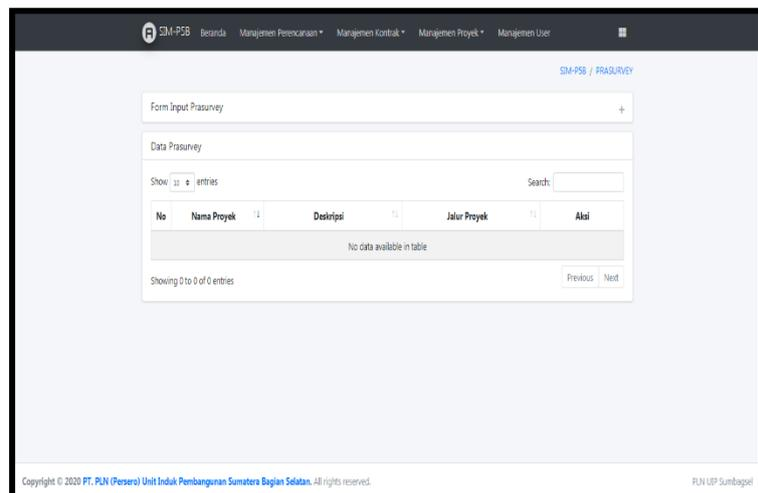 SIM-PSB Beranda Manajemen Perencanaan Manajemen Kontrak Manajemen Proyek Manajemen User
SIM-PSB / PRASURVEY
Form Input Prasurvey +
Data Prasurvey
Show 10 entries Search:
No Nama Proyek Deskripsi Jalur Proyek Aksi
No data available in table
Showing 0 to 0 of 0 entries Previous Next
Copyright © 2020 PT. PLN (Persero) Unit Induk Pembangunan Sumatera Bagian Selatan. All rights reserved. PLN UIP Sumbagsel